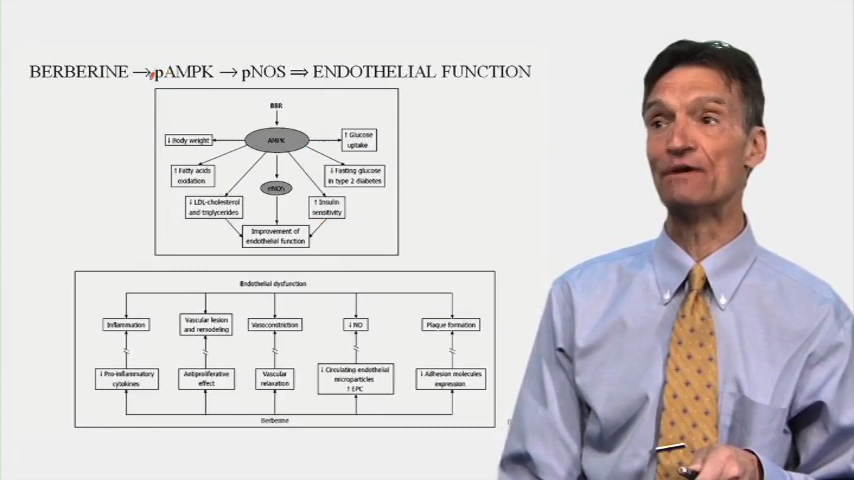 BERBERINE → pAMPK → pNOS ⇒ ENDOTHELIAL FUNCTION
BBR
AMPK
↓ Body weight
↑ Glucose
uptake
↑ Fatty acids
oxidation
↓ Fasting glucose
in type 2 diabetes
↓ LDL-cholesterol
and triglycerides
↑ Insulin
sensitivity
Improvement of
endothelial function
Endothelial dysfunction
Inflammation
Vascular lesion
and remodeling
Vasoconstriction
↓ NO
Plaque formation
↓ Pro-inflammatory
cytokines
Antiproliferative
effect
Vascular
relaxation
↓ Circulating endothelial
microparticles
↑ EPC
↓ Adhesion molecules
expression
Berberine